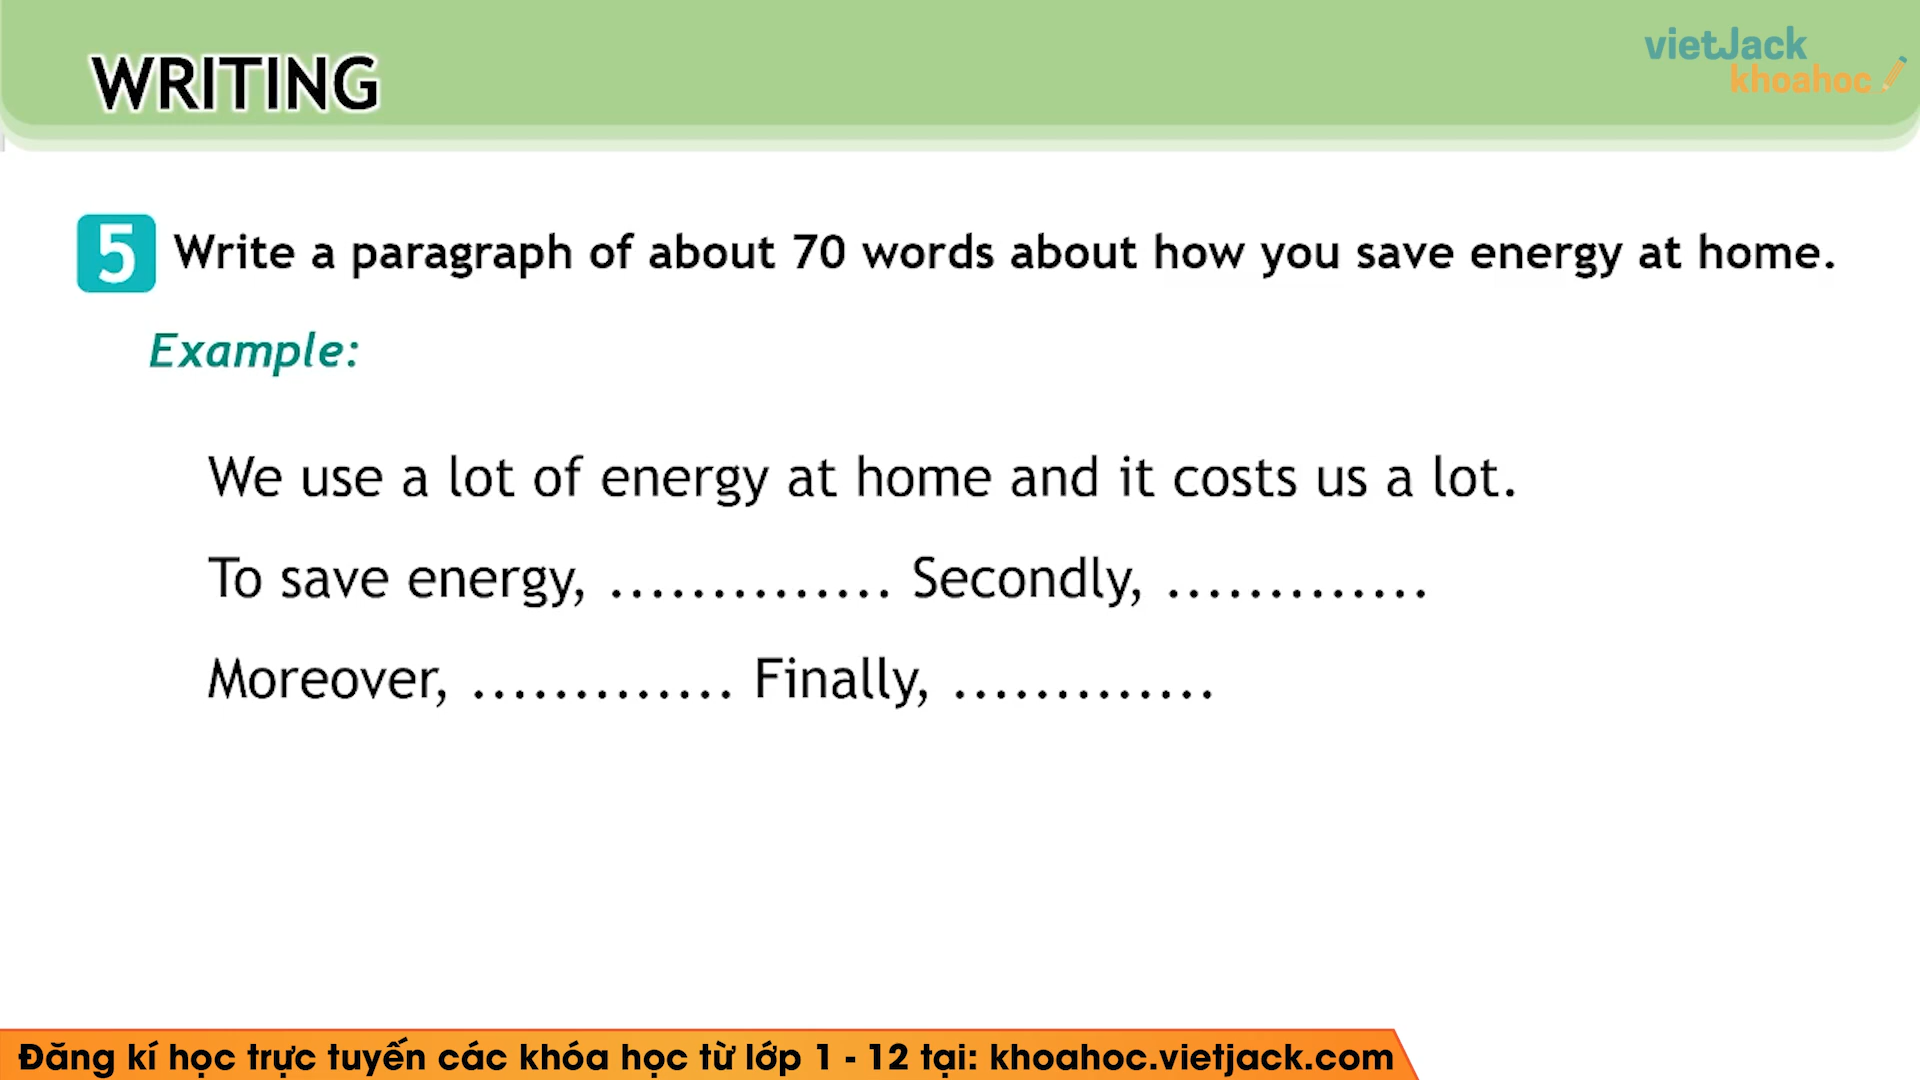 WRITING
vietJack
khoahoc
5 Write a paragraph of about 70 words about how you save energy at home.
Example:
We use a lot of energy at home and it costs us a lot.
To save energy, .............. Secondly, .............
Moreover, ............. Finally, .............
Đăng kí học trực tuyến các khóa học từ lớp 1 - 12 tại: khoahoc.vietjack.com